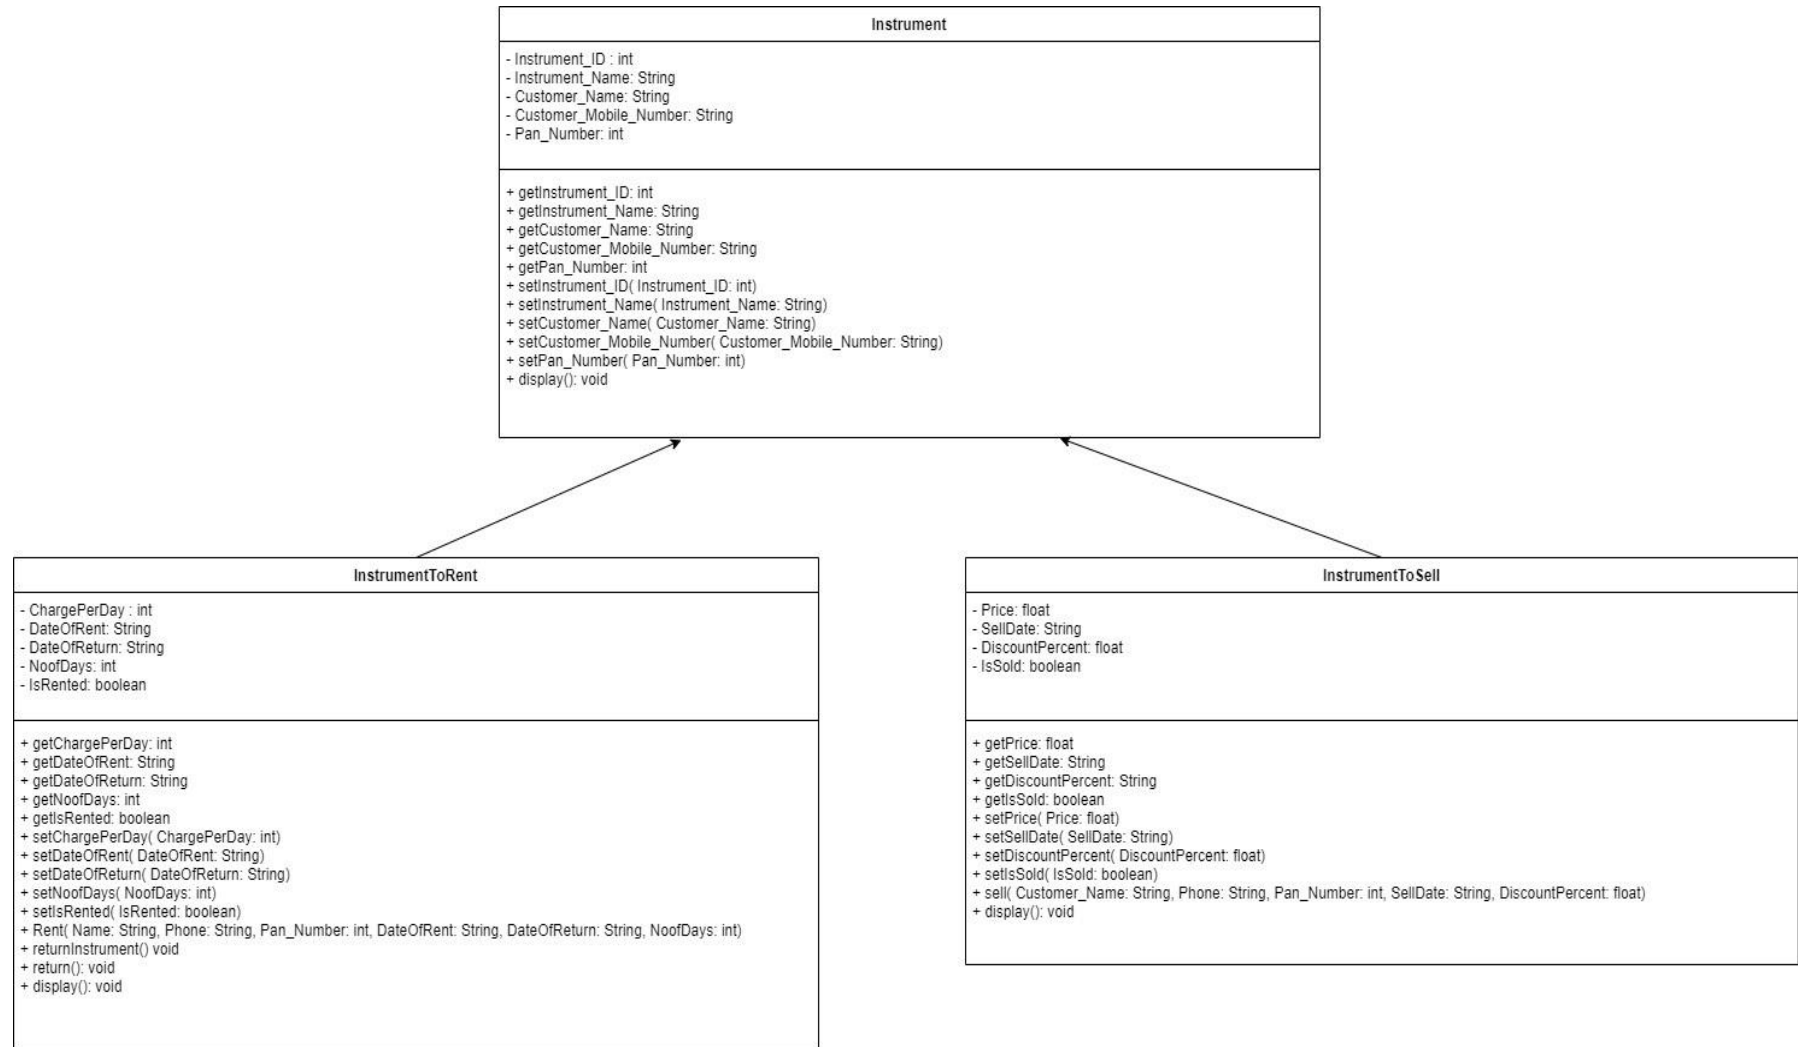 Instrument
- Instrument_ID : int
- Instrument_Name: String
- Customer_Name: String
- Customer_Mobile_Number: String
- Pan_Number: int
+ getInstrument_ID: int
+ getInstrument_Name: String
+ getCustomer_Name: String
+ getCustomer_Mobile_Number: String
+ getPan_Number: int
+ setInstrument_ID( Instrument_ID: int)
+ setInstrument_Name( Instrument_Name: String)
+ setCustomer_Name( Customer_Name: String)
+ setCustomer_Mobile_Number( Customer_Mobile_Number: String)
+ setPan_Number( Pan_Number: int)
+ display(): void
InstrumentToRent
- ChargePerDay : int
- DateOfRent: String
- DateOfReturn: String
- NoofDays: int
- IsRented: boolean
+ getChargePerDay: int
+ getDateOfRent: String
+ getDateOfReturn: String
+ getNoofDays: int
+ getIsRented: boolean
+ setChargePerDay( ChargePerDay: int)
+ setDateOfRent( DateOfRent: String)
+ setDateOfReturn( DateOfReturn: String)
+ setNoofDays( NoofDays: int)
+ setIsRented( IsRented: boolean)
+ Rent( Name: String, Phone: String, Pan_Number: int, DateOfRent: String, DateOfReturn: String, NoofDays: int)
+ returnInstrument() void
+ return(): void
+ display(): void
InstrumentToSell
- Price: float
- SellDate: String
- DiscountPercent: float
- IsSold: boolean
+ getPrice: float
+ getSellDate: String
+ getDiscountPercent: String
+ getIsSold: boolean
+ setPrice( Price: float)
+ setSellDate( SellDate: String)
+ setDiscountPercent( DiscountPercent: float)
+ setIsSold( IsSold: boolean)
+ sell( Customer_Name: String, Phone: String, Pan_Number: int, SellDate: String, DiscountPercent: float)
+ display(): void